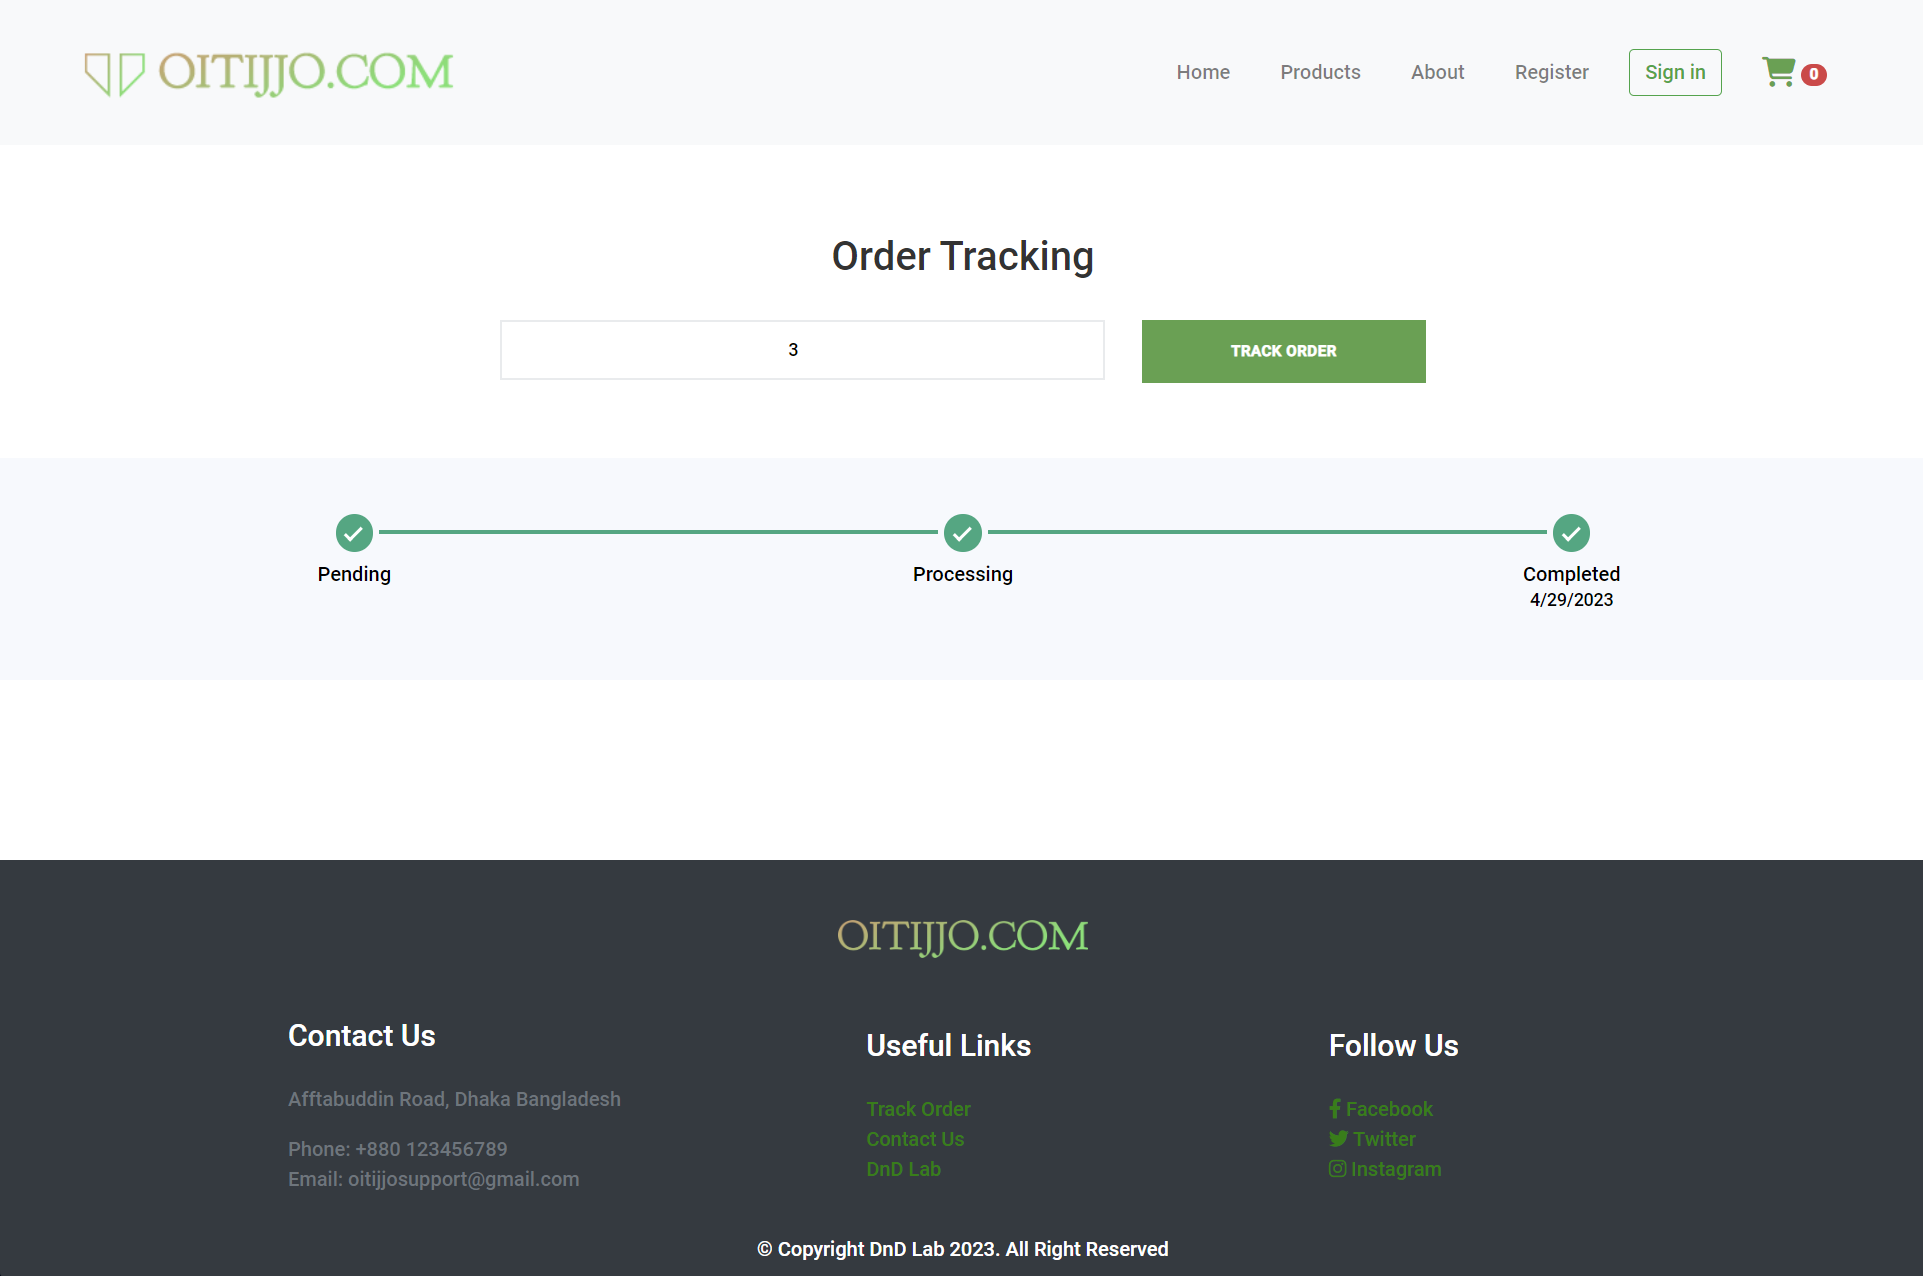 OITIJJO.COM
Home Products About Register Sign in 0
Order Tracking
3 TRACK ORDER
Pending Processing Completed
4/29/2023
OITIJJO.COM
Contact Us
Afftabuddin Road, Dhaka Bangladesh
Phone: +880 123456789
Email: oitijjosupport@gmail.com
Useful Links
Track Order
Contact Us
DnD Lab
Follow Us
Facebook
Twitter
Instagram
© Copyright DnD Lab 2023. All Right Reserved